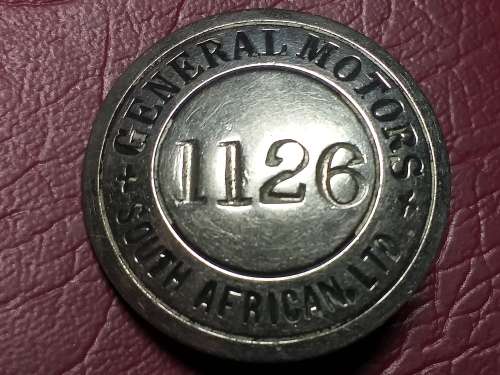 GENERAL MOTORS
1126
SOUTH AFRICAN, LTD